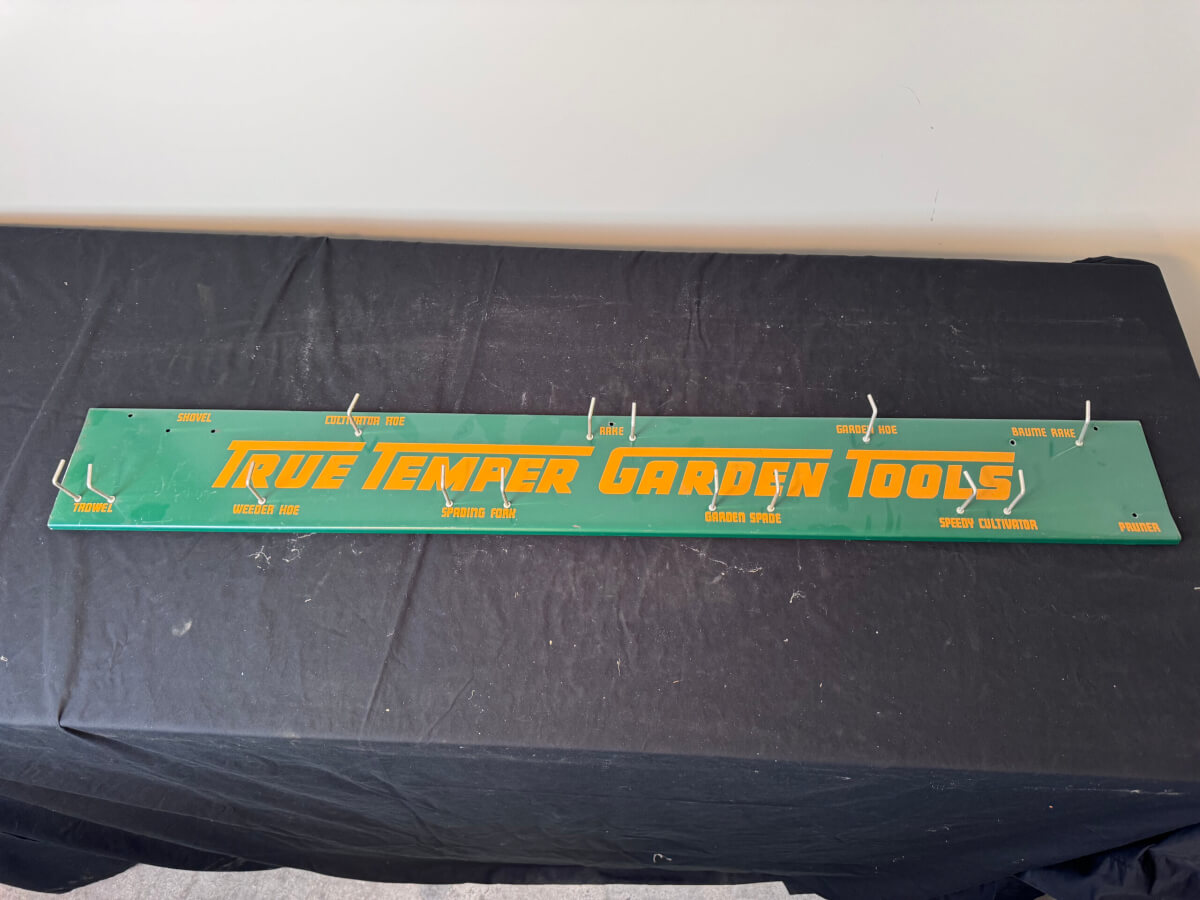 SHOVEL
CULTIVATOR HOE
RAKE
GARDEN HOE
BRUME RAKE
TRUE TEMPER GARDEN TOOLS
TROWEL
WEEDER HOE
SPADING FORK
GARDEN SPADE
SPEEDY CULTIVATOR
PRUNER